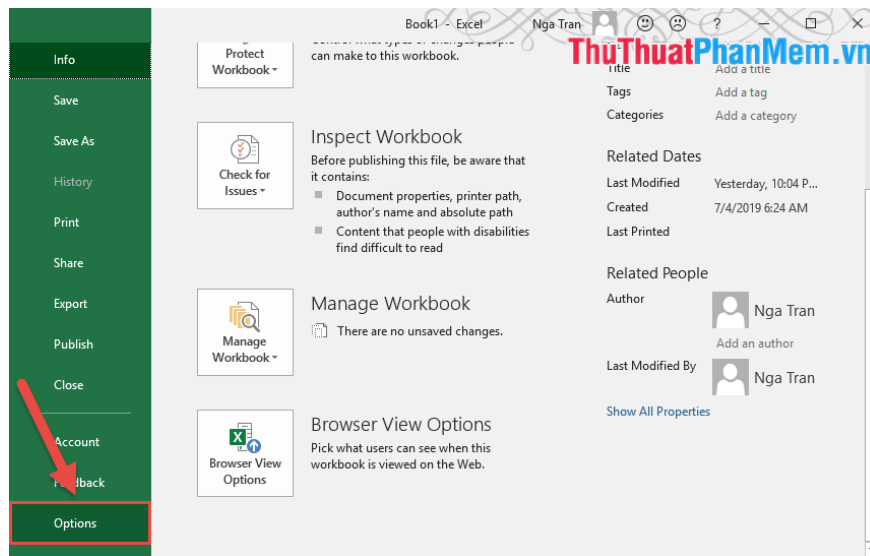 Book1 - Excel
Nga Tran
?
ThuThuatPhanMem.vn
Info
Save
Save As
History
Print
Share
Export
Publish
Close
Account
Feedback
Options
Protect
Workbook
can make to this workbook.
Check for
Issues
Inspect Workbook
Before publishing this file, be aware that
it contains:
Document properties, printer path,
author's name and absolute path
Content that people with disabilities
find difficult to read
Manage
Workbook
Manage Workbook
There are no unsaved changes.
Browser View
Options
Browser View Options
Pick what users can see when this
workbook is viewed on the Web.
Title Add a title
Tags Add a tag
Categories Add a category
Related Dates
Last Modified Yesterday, 10:04 P...
Created 7/4/2019 6:24 AM
Last Printed
Related People
Author Nga Tran
Add an author
Last Modified By Nga Tran
Show All Properties